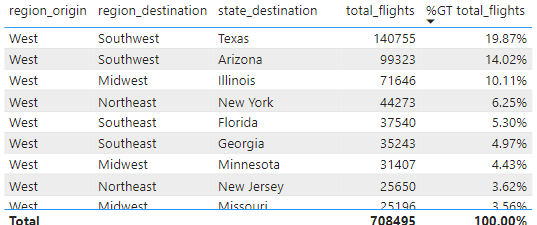 region_origin region_destination state_destination total_flights %GT total_flights
West Southwest Texas 140755 19.87%
West Southwest Arizona 99323 14.02%
West Midwest Illinois 71646 10.11%
West Northeast New York 44273 6.25%
West Southeast Florida 37540 5.30%
West Southeast Georgia 35243 4.97%
West Midwest Minnesota 31407 4.43%
West Northeast New Jersey 25650 3.62%
West Midwest Missouri 25196 3.56%
Total 708495 100.00%